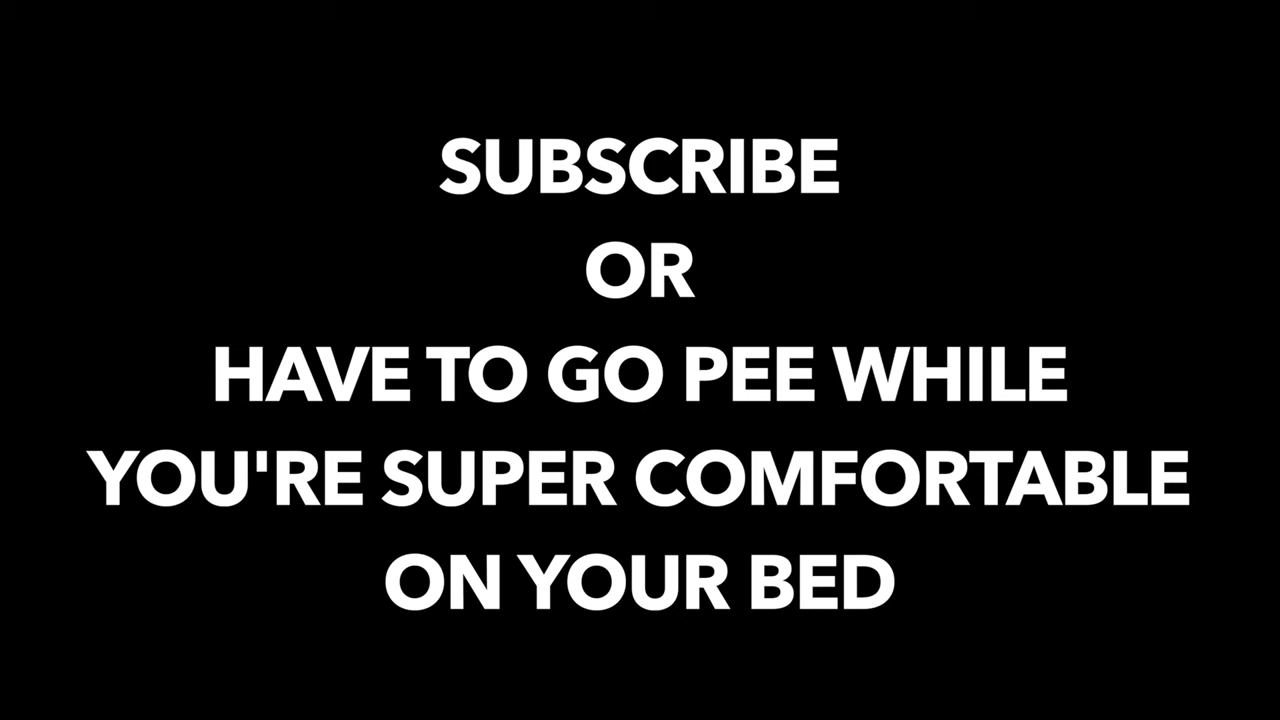 SUBSCRIBE
OR
HAVE TO GO PEE WHILE
YOU'RE SUPER COMFORTABLE
ON YOUR BED